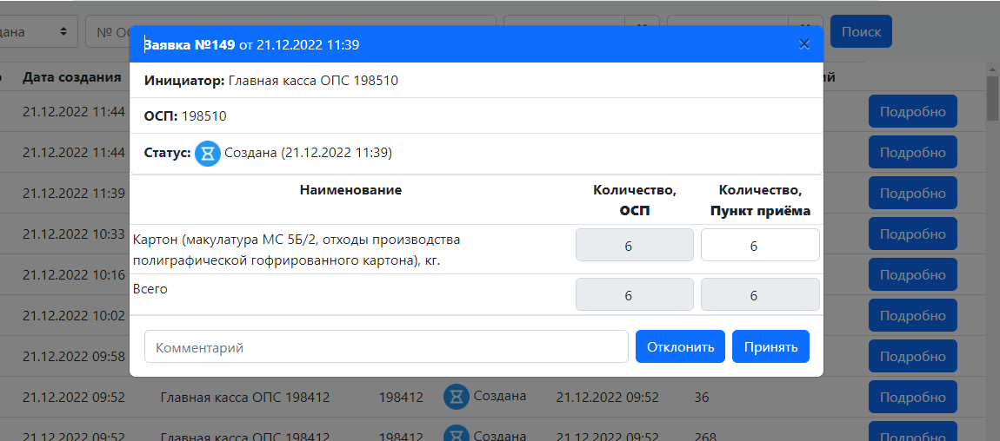 дана № О Поиск
Заявка №149 от 21.12.2022 11:39 ×
Дата создания ий
Инициатор: Главная касса ОПС 198510
21.12.2022 11:44 Подробно
ОСП: 198510
21.12.2022 11:44 Подробно
Статус: Создана (21.12.2022 11:39)
21.12.2022 11:39 Подробно
Наименование Количество, Количество,
ОСП Пункт приёма
21.12.2022 10:33 Подробно
Картон (макулатура МС 5Б/2, отходы производства
полиграфической гофрированного картона), кг. 6 6
21.12.2022 10:16 Подробно
Всего 6 6
21.12.2022 10:02 Подробно
Комментарий Отклонить Принять
21.12.2022 09:58 Подробно
21.12.2022 09:52 Главная касса ОПС 198412 198412 Создана 21.12.2022 09:52 36 Подробно
21.12.2022 09:52 Главная касса ОПС 198412 198412 Создана 21.12.2022 09:52 268 Подробно